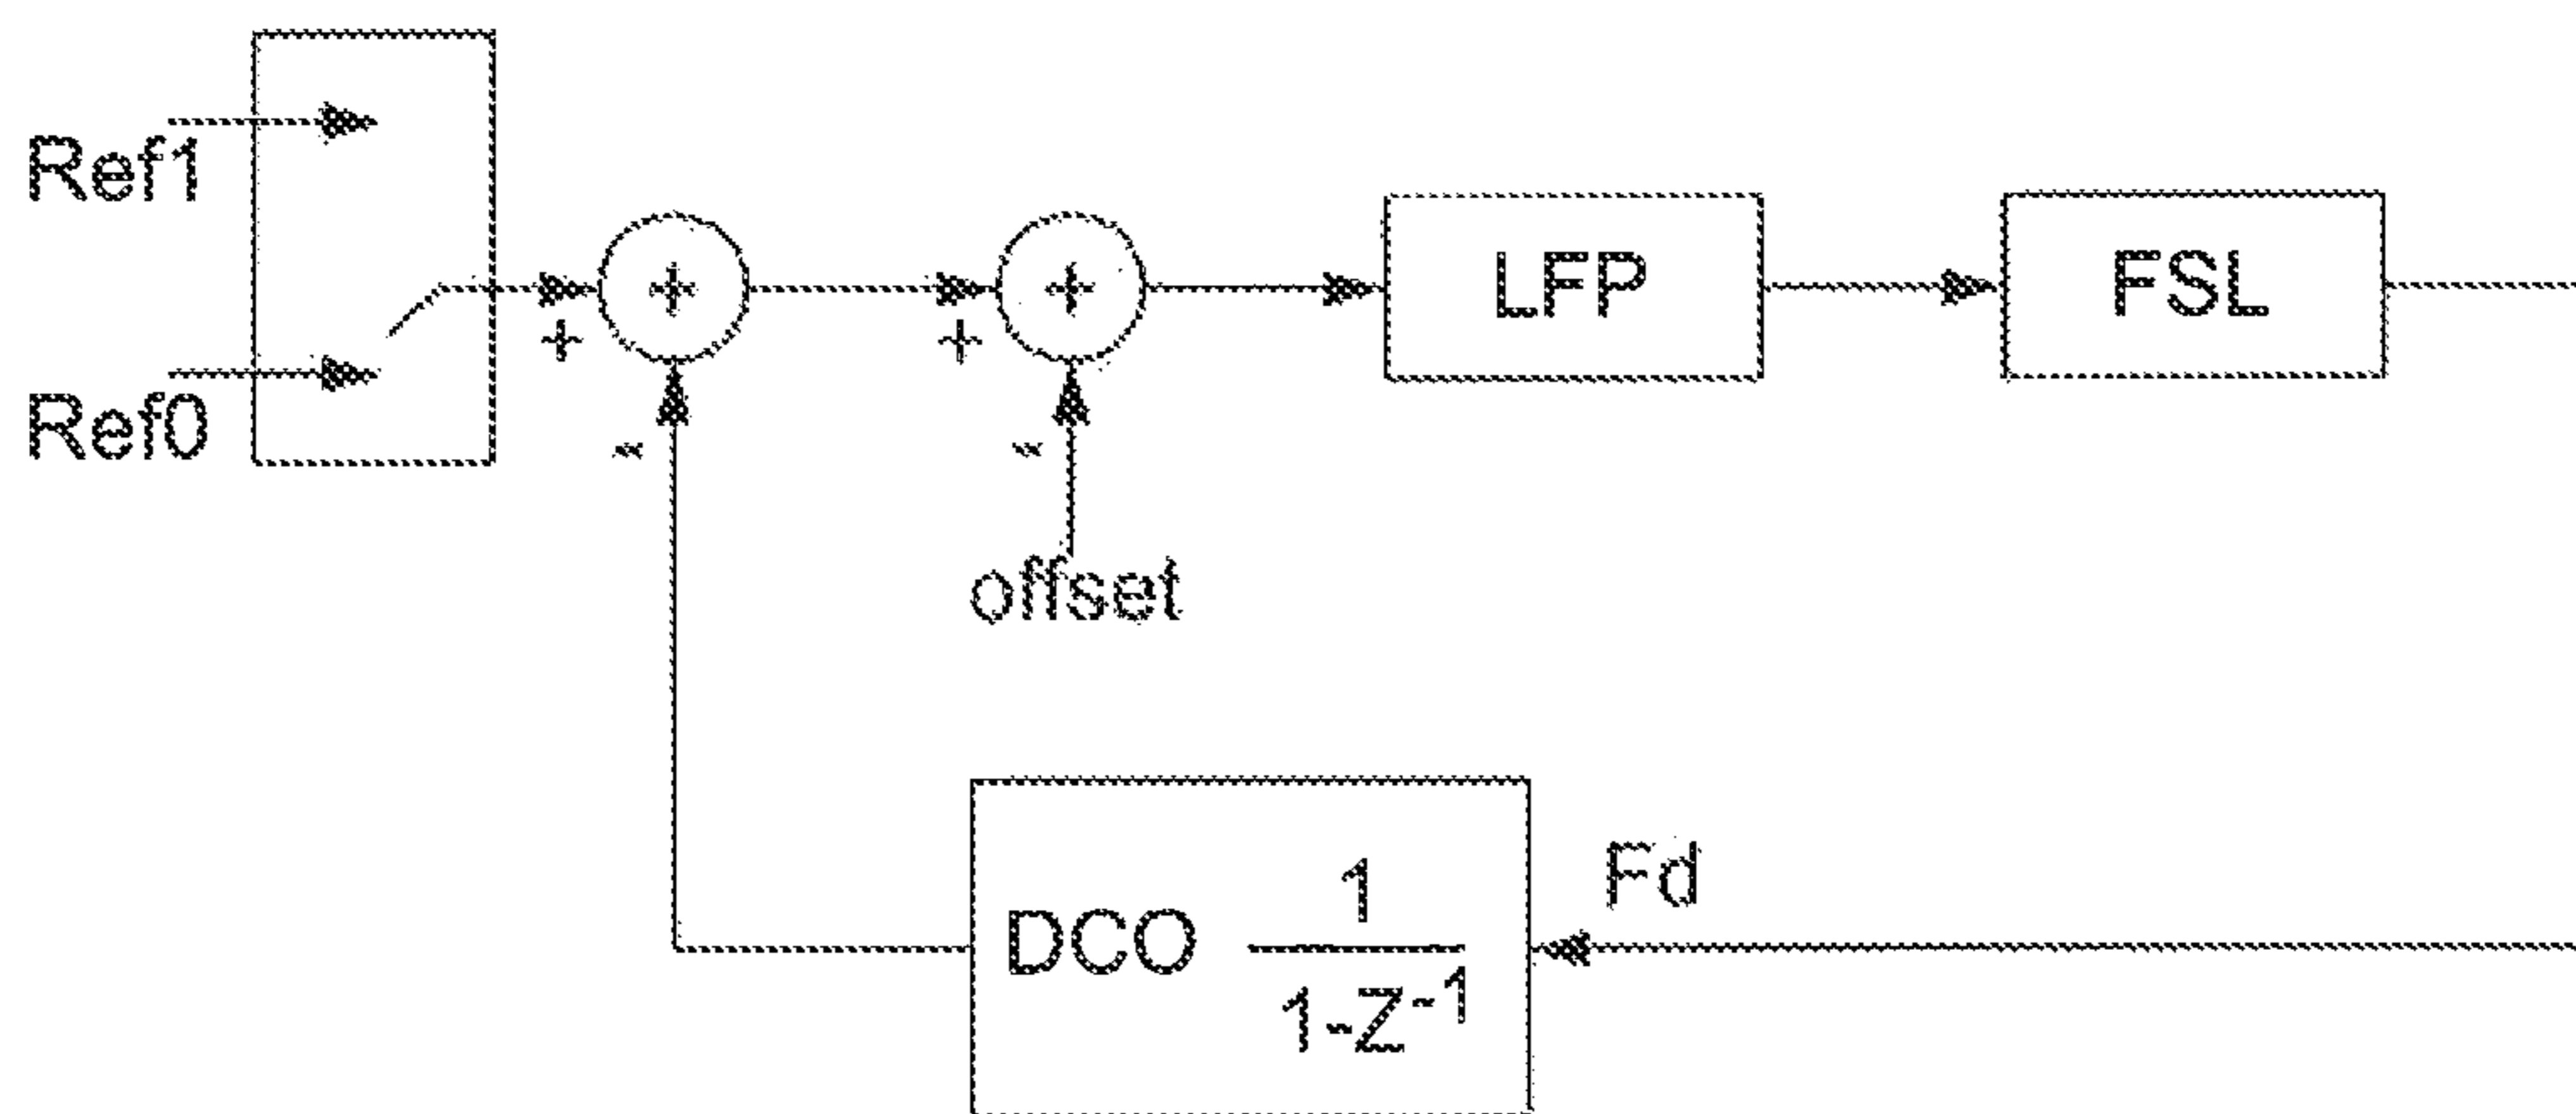 Ref1
Ref0
+
+
+
+
-
-
LFP
FSL
offset
Fd
DCO 1
1-Z-1